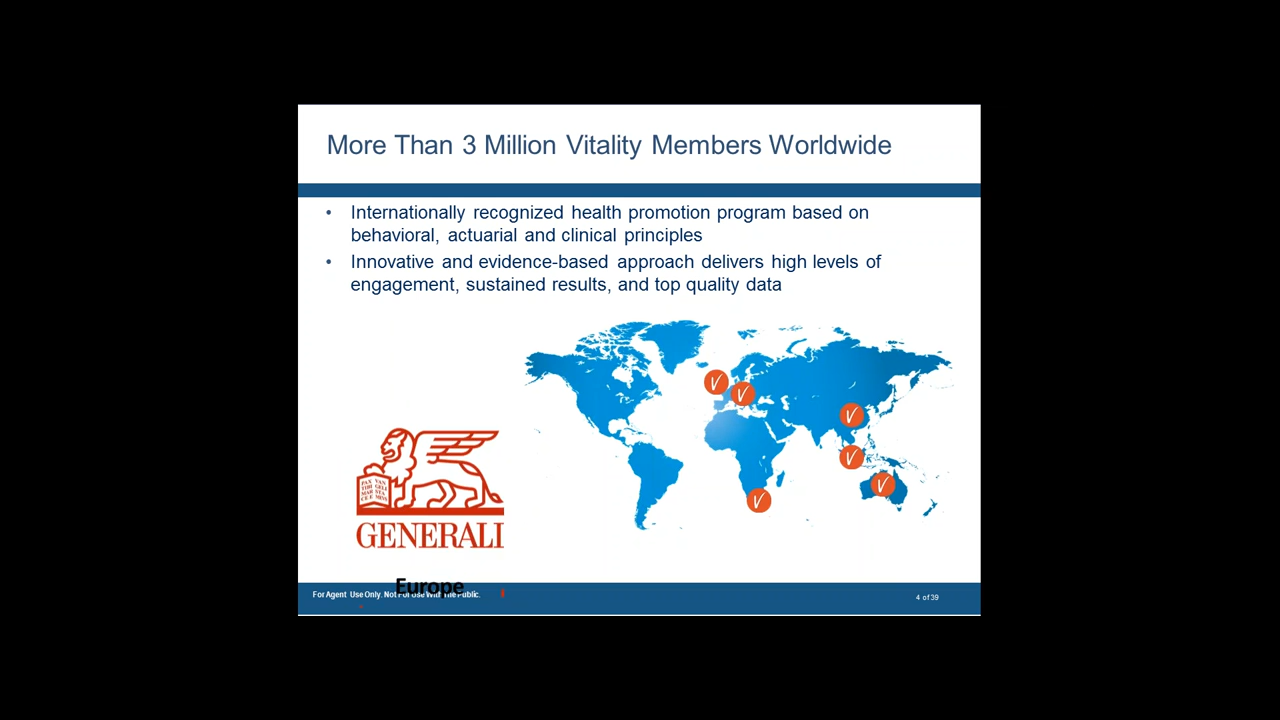 More Than 3 Million Vitality Members Worldwide
• Internationally recognized health promotion program based on
behavioral, actuarial and clinical principles
• Innovative and evidence-based approach delivers high levels of
engagement, sustained results, and top quality data
GENERALI
Europe
For Agent Use Only. Not For Use With The Public.
4 of 39